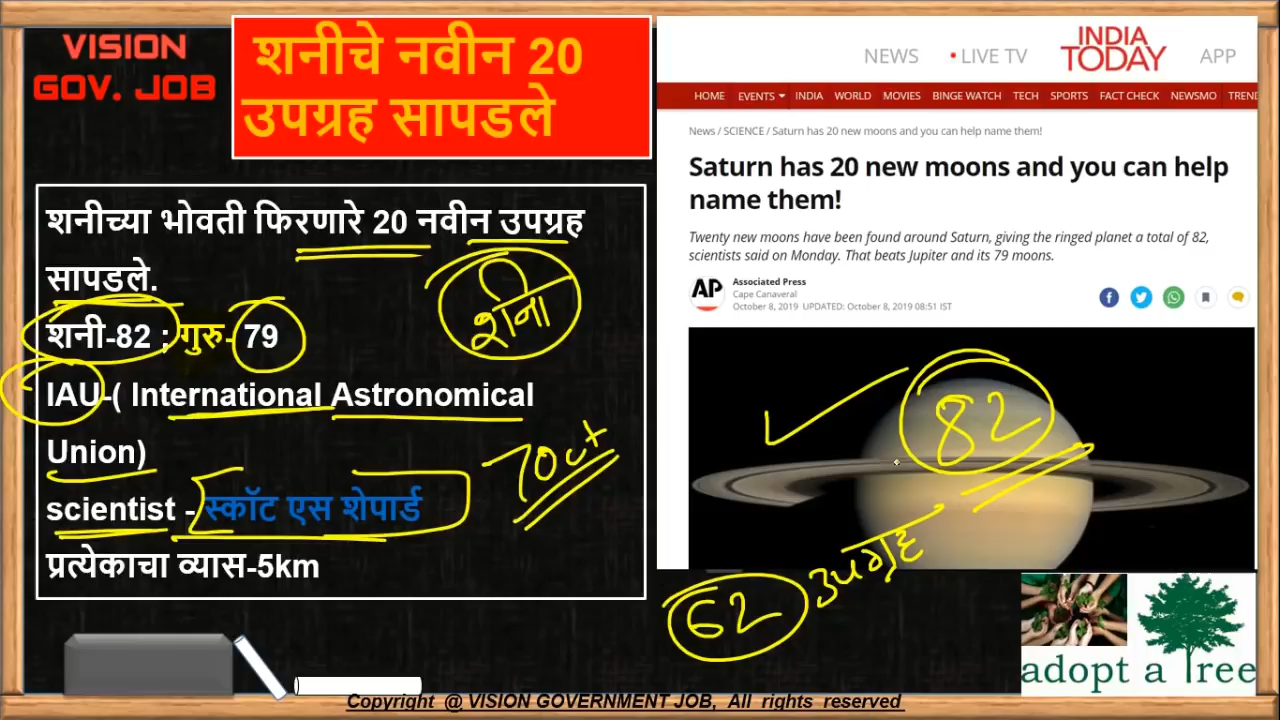 VISION
GOV. JOB
शनीचे नवीन 20
उपग्रह सापडले
शनीच्या भोवती फिरणारे 20 नवीन उपग्रह
सापडले.
शनी-82 ; गुरु- 79
IAU-( International Astronomical
Union)
scientist - स्कॉट एस शेपार्ड
प्रत्येकाचा व्यास-5km
शनी
7 Oct
NEWS • LIVE TV INDIA TODAY APP
HOME EVENTS INDIA WORLD MOVIES BINGE WATCH TECH SPORTS FACT CHECK NEWSMO TREND
News / SCIENCE / Saturn has 20 new moons and you can help name them!
Saturn has 20 new moons and you can help
name them!
Twenty new moons have been found around Saturn, giving the ringed planet a total of 82,
scientists said on Monday. That beats Jupiter and its 79 moons.
AP
Associated Press
Cape Canaveral
October 8, 2019 UPDATED: October 8, 2019 08:51 IST
82
62 उपग्रह
adopt a Tree
Copyright @ VISION GOVERNMENT JOB, All rights reserved